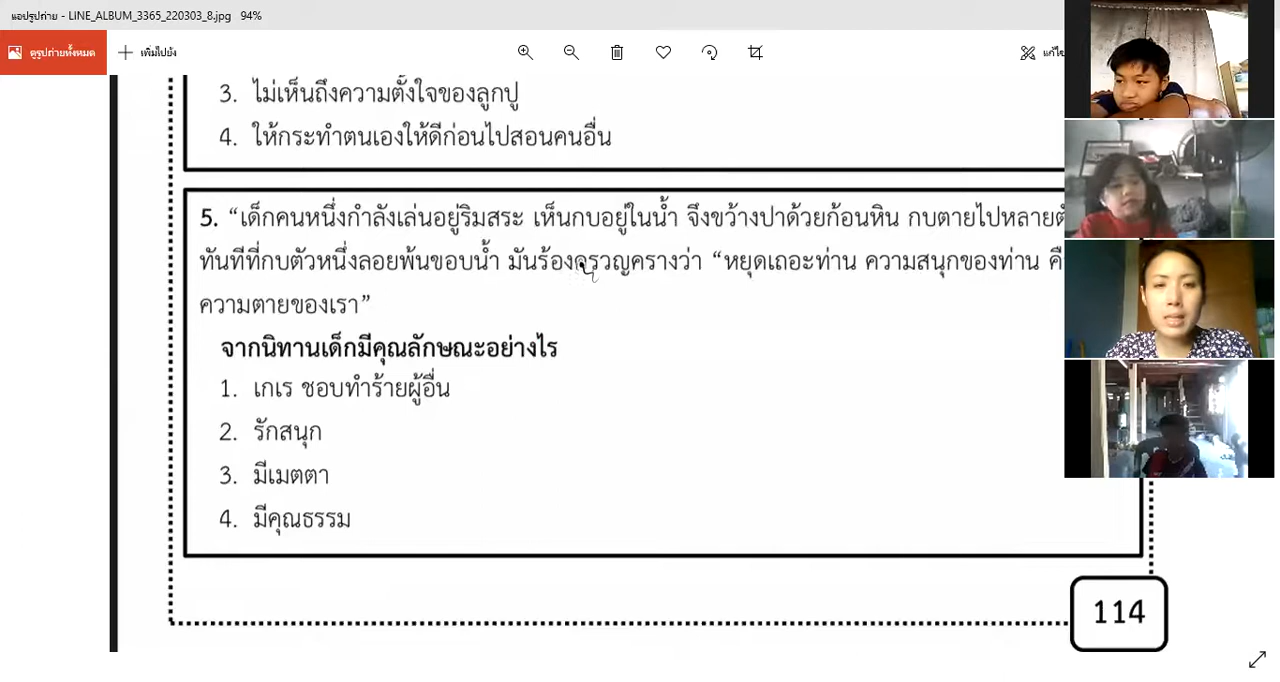 แอปรูปถ่าย - LINE_ALBUM_3365_220303_8.jpg 94%
ดูรูปถ่ายทั้งหมด
เพิ่มไปยัง
3. ไม่เห็นถึงความตั้งใจของลูกปู
4. ให้กระทำตนเองให้ดีก่อนไปสอนคนอื่น
5. “เด็กคนหนึ่งกำลังเล่นอยู่ริมสระ เห็นกบอยู่ในน้ำ จึงขว้างปาด้วยก้อนหิน กบตายไปหลาย
ทันทีที่กบตัวหนึ่งลอยพ้นขอบน้ำ มันร้องครวญครางว่า “หยุดเถอะท่าน ความสนุกของท่าน
ความตายของเรา”
จากนิทานเด็กมีคุณลักษณะอย่างไร
1. เกเร ชอบทำร้ายผู้อื่น
2. รักสนุก
3. มีเมตตา
4. มีคุณธรรม
114